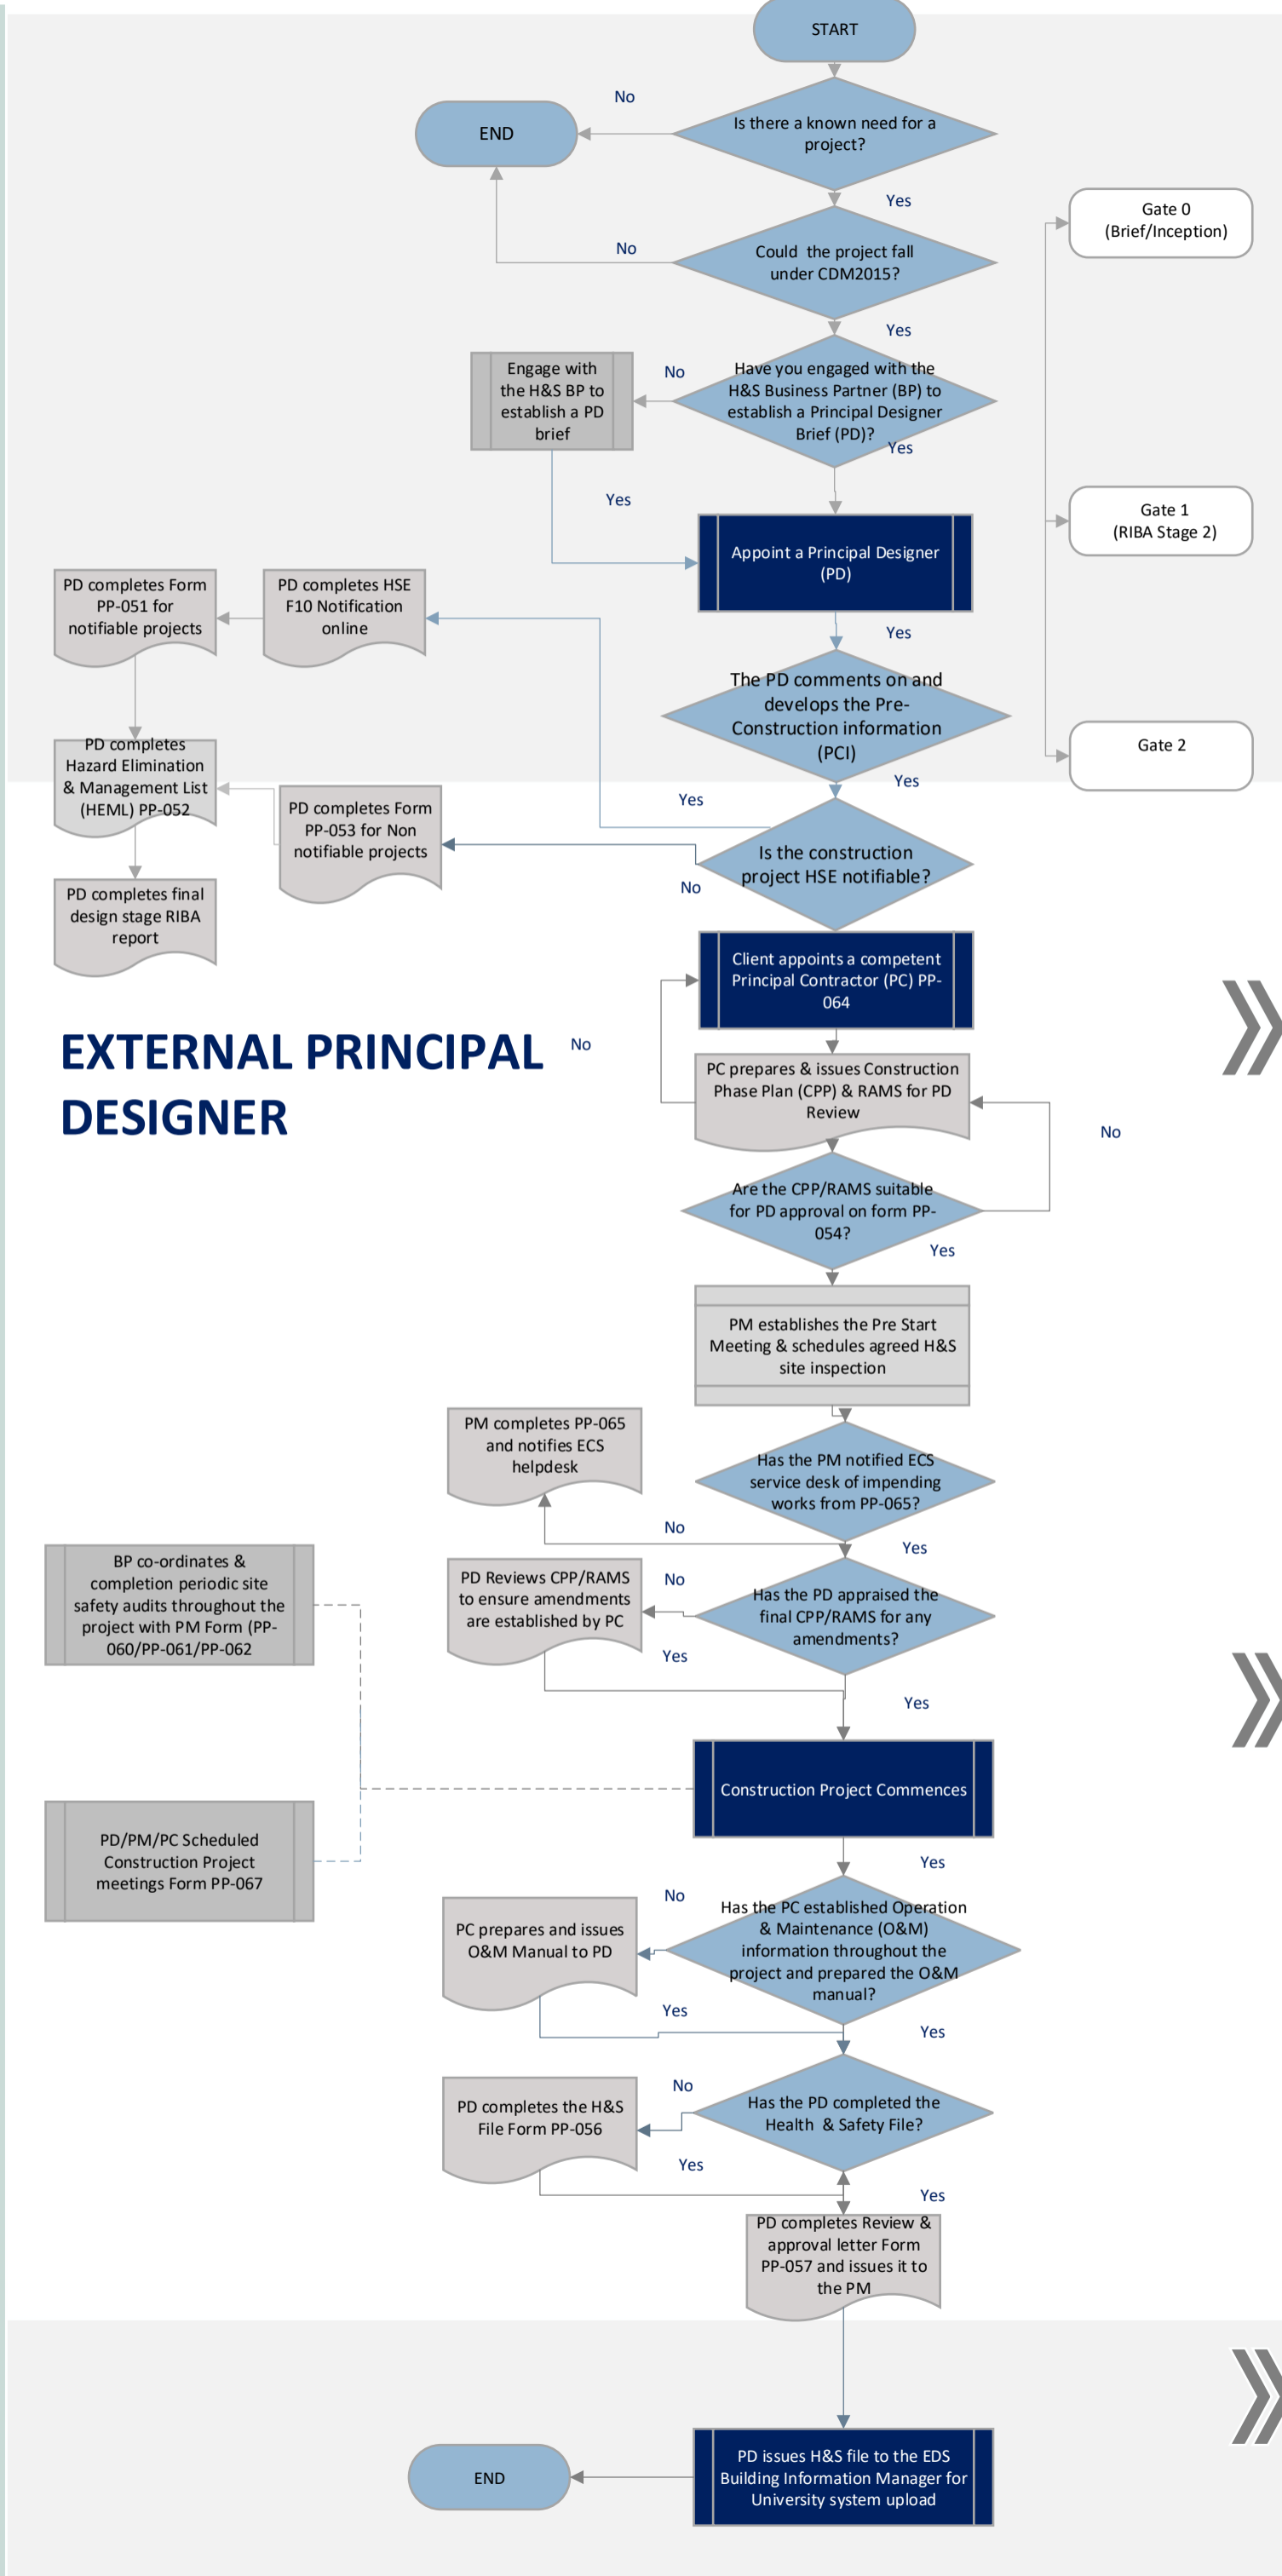 START
No
Is there a known need for a
project?
END
Yes
Gate 0
(Brief/Inception)
No
Could the project fall
under CDM2015?
Yes
Engage with
the H&S BP to
establish a PD
brief
No
Have you engaged with the
H&S Business Partner (BP) to
establish a Principal Designer
Brief (PD)?
Yes
Yes
Gate 1
(RIBA Stage 2)
Appoint a Principal Designer
(PD)
PD completes Form
PP-051 for
notifiable projects
PD completes HSE
F10 Notification
online
Yes
The PD comments on and
develops the Pre-
Construction information
(PCI)
Gate 2
PD completes
Hazard Elimination
& Management List
(HEML) PP-052
Yes
Yes
PD completes Form
PP-053 for Non
notifiable projects
Is the construction
project HSE notifiable?
No
PD completes final
design stage RIBA
report
Client appoints a competent
Principal Contractor (PC) PP-
064
EXTERNAL PRINCIPAL
DESIGNER
No
PC prepares & issues Construction
Phase Plan (CPP) & RAMS for PD
Review
No
Are the CPP/RAMS suitable
for PD approval on form PP-
054?
Yes
PM establishes the Pre Start
Meeting & schedules agreed H&S
site inspection
PM completes PP-065
and notifies ECS
helpdesk
Has the PM notified ECS
service desk of impending
works from PP-065?
No
Yes
BP co-ordinates &
completion periodic site
safety audits throughout the
project with PM Form (PP-
060/PP-061/PP-062
PD Reviews CPP/RAMS
to ensure amendments
are established by PC
No
Has the PD appraised the
final CPP/RAMS for any
amendments?
Yes
Yes
Construction Project Commences
PD/PM/PC Scheduled
Construction Project
meetings Form PP-067
Yes
No
PC prepares and issues
O&M Manual to PD
Has the PC established Operation
& Maintenance (O&M)
information throughout the
project and prepared the O&M
manual?
Yes
Yes
No
PD completes the H&S
File Form PP-056
Has the PD completed the
Health & Safety File?
Yes
Yes
PD completes Review &
approval letter Form
PP-057 and issues it to
the PM
END
PD issues H&S file to the EDS
Building Information Manager for
University system upload